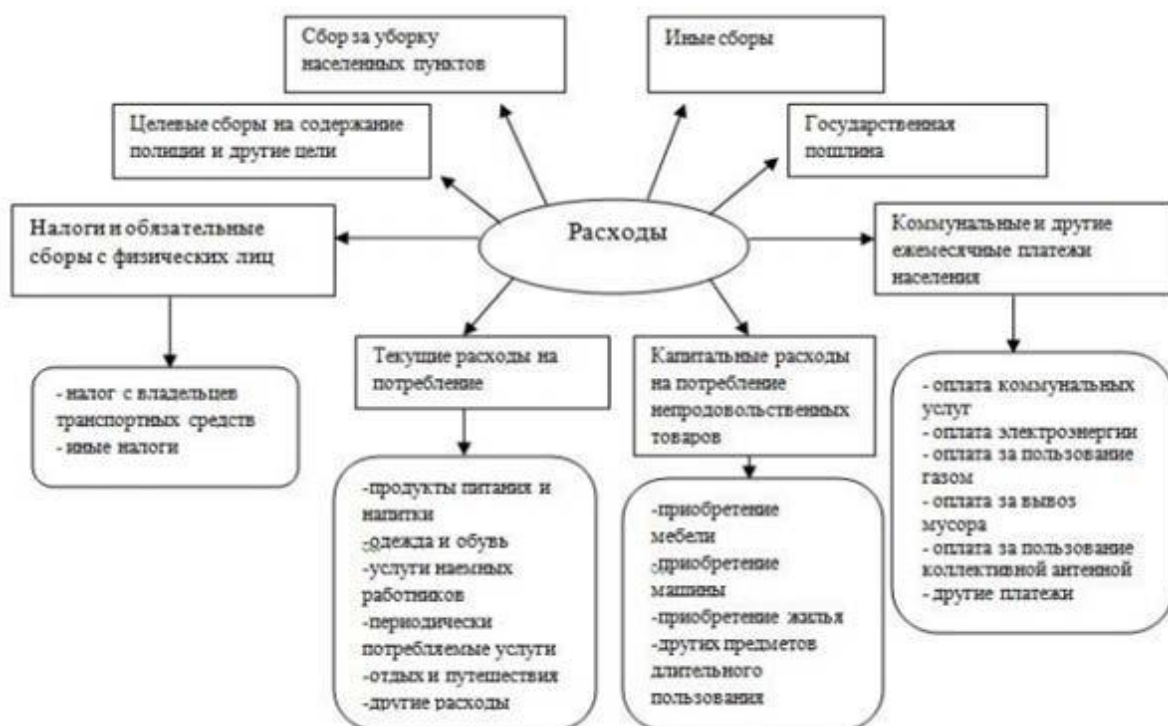 Сбор за уборку
населенных пунктов
Иные сборы
Целевые сборы на содержание
полиции и другие цели
Государственная
пошлина
Налоги и обязательные
сборы с физических лиц
Расходы
Коммунальные и другие
ежемесячные платежи
населения
Текущие расходы на
потребление
Капитальные расходы
на потребление
непродовольственных
товаров
- налог с владельцев
транспортных средств
- иные налоги
-продукты питания и
напитки
-одежда и обувь
-услуги наемных
работников
-периодически
потребляемые услуги
-отдых и путешествия
-другие расходы
-приобретение
мебели
-приобретение
машины
-приобретение жилья
-других предметов
длительного
пользования
- оплата коммунальных
услуг
- оплата электроэнергии
- оплата за пользование
газом
- оплата за вывоз
мусора
- оплата за пользование
коллективной антенной
- другие платежи